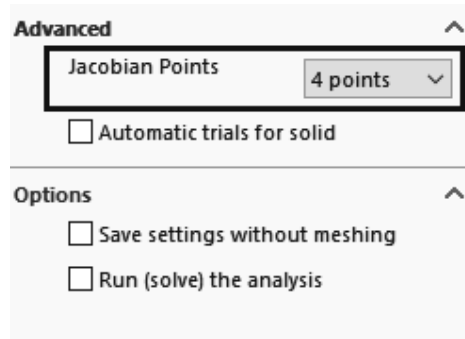 Advanced
Jacobian Points 4 points
Automatic trials for solid
Options
Save settings without meshing
Run (solve) the analysis